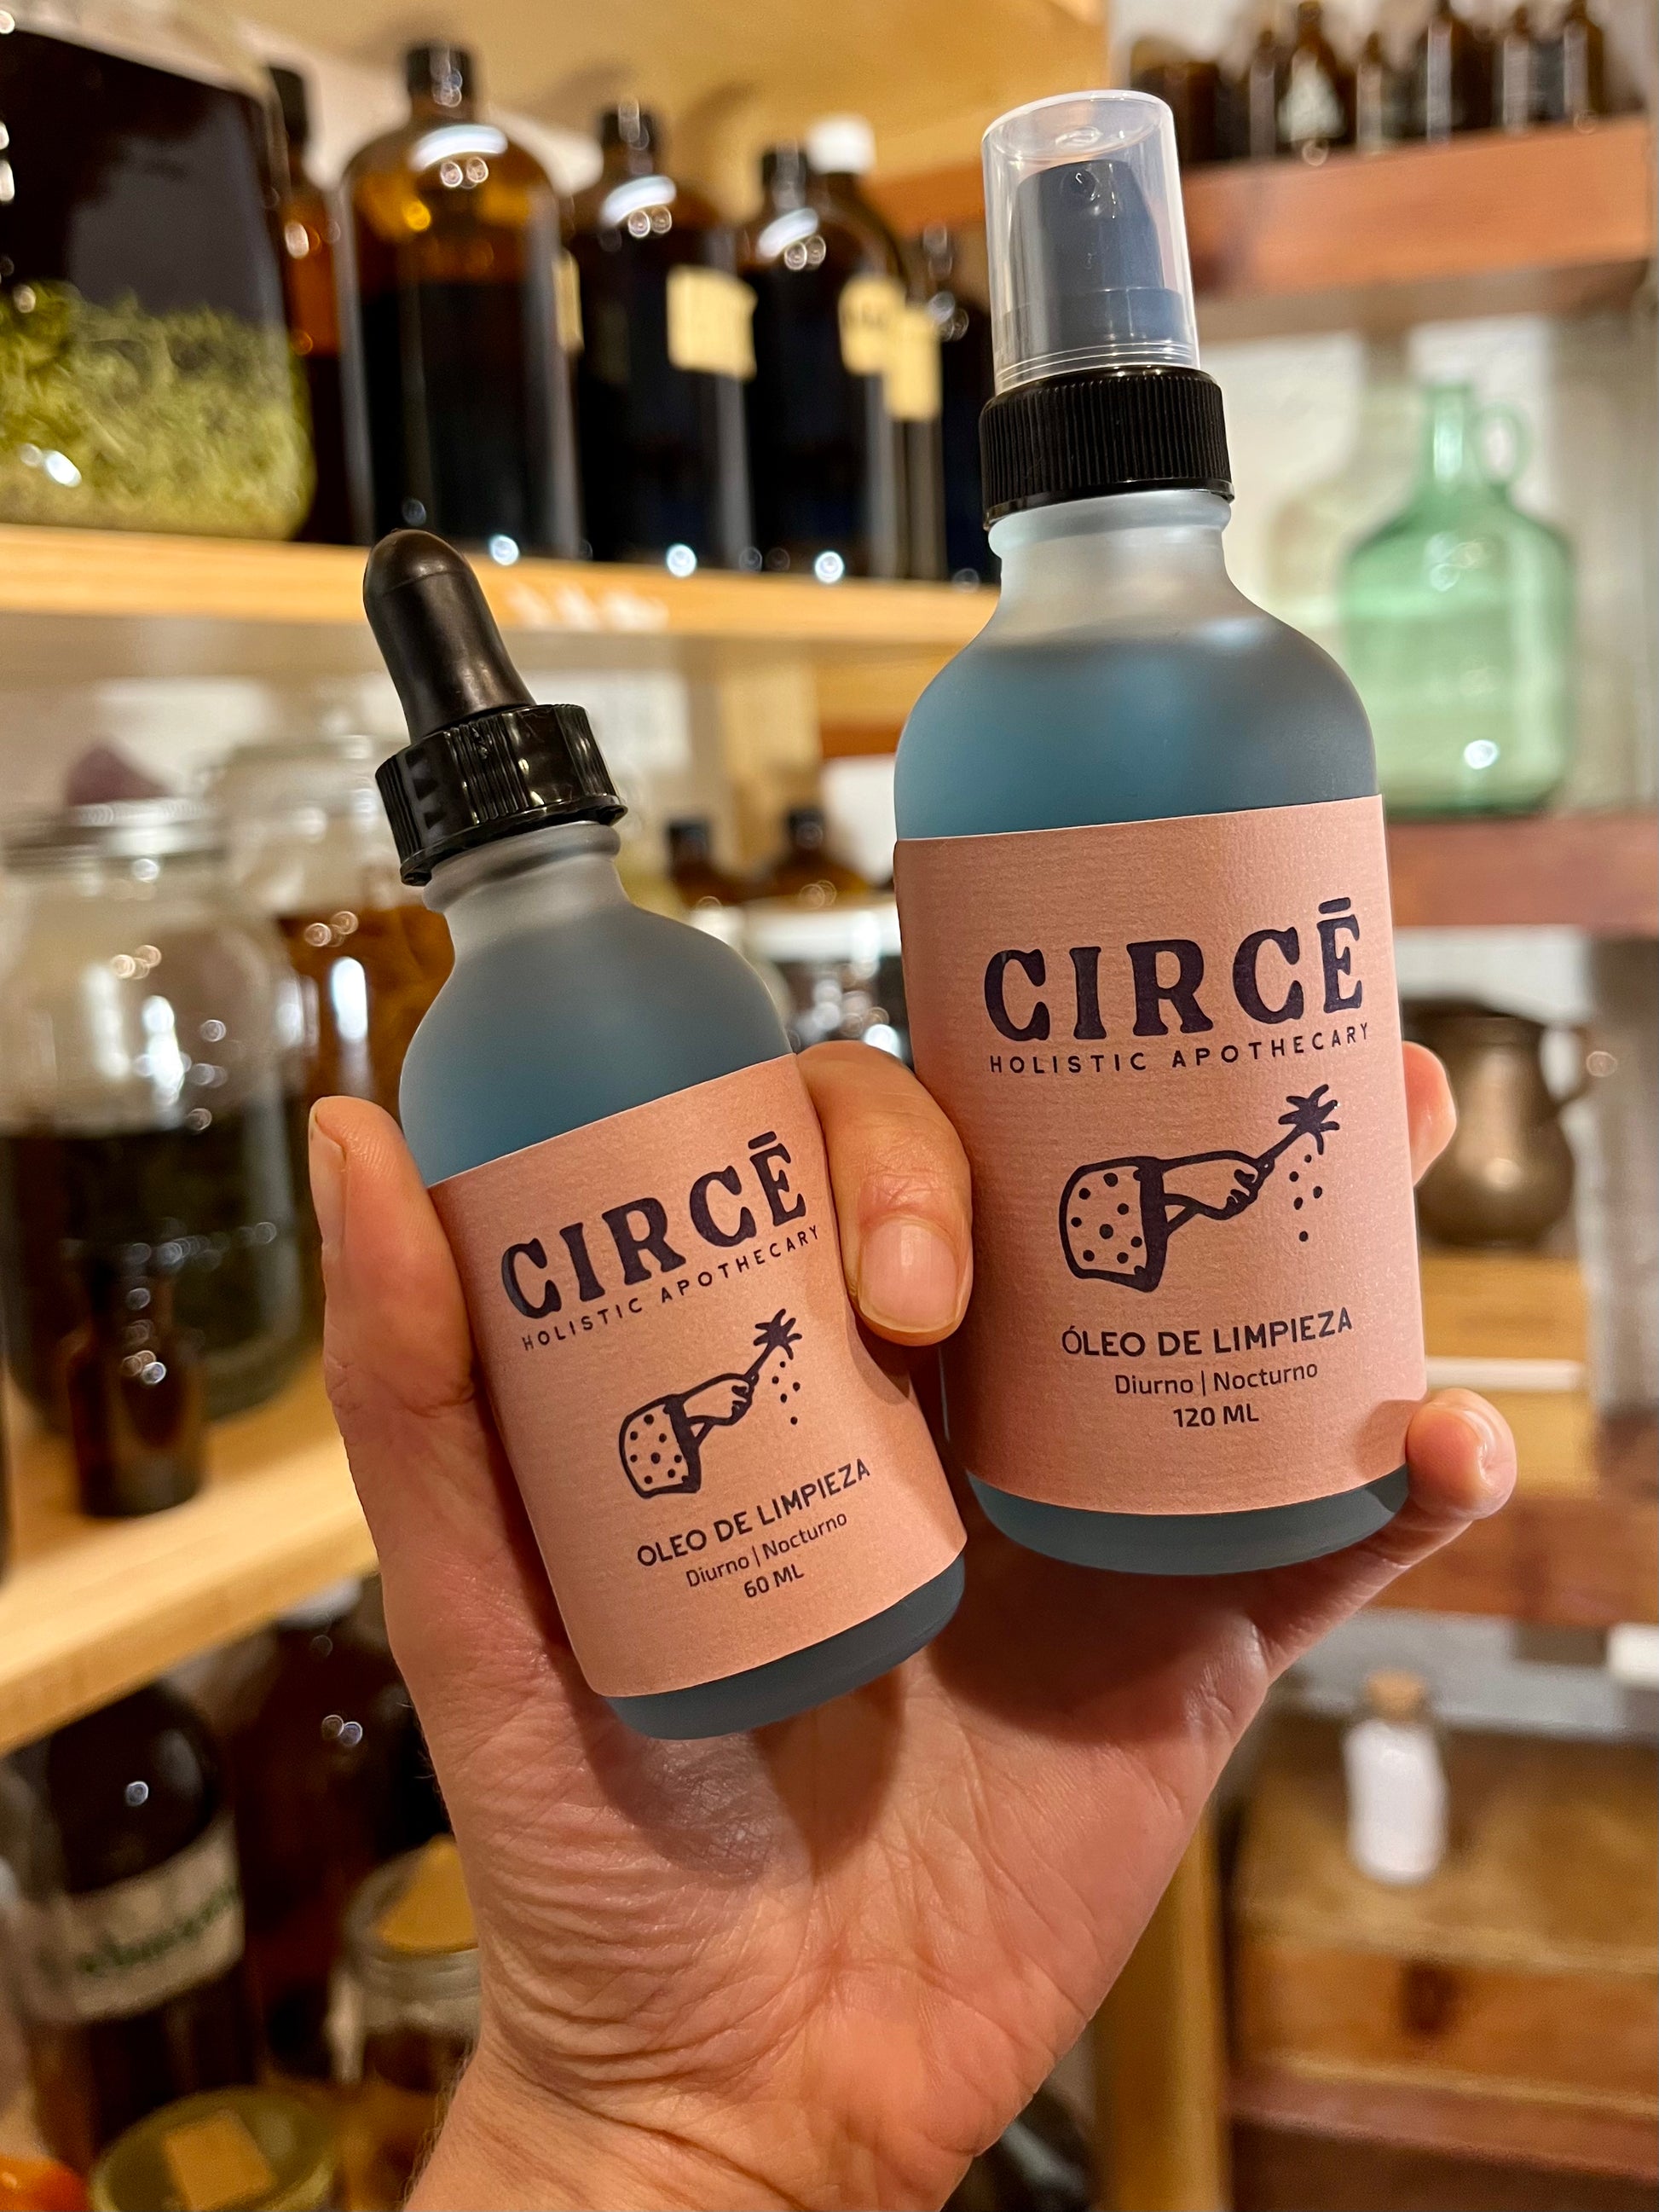 CIRCĒ
HOLISTIC APOTHECARY
ÓLEO DE LIMPIEZA
Diurno | Nocturno
60 ML
CIRCĒ
HOLISTIC APOTHECARY
ÓLEO DE LIMPIEZA
Diurno | Nocturno
120 ML